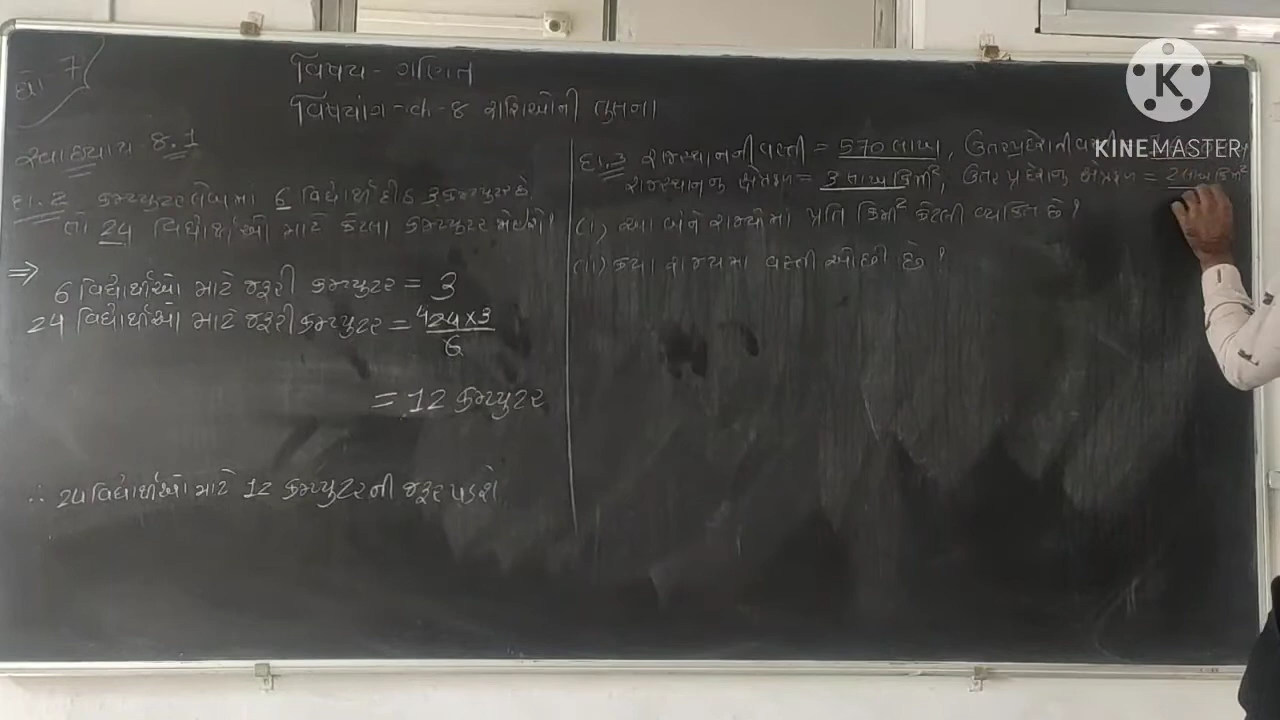 ધો - 7
વિષય - ગણિત
વિષયાંગ - પ્ર - ૪ રાશિઓની તુલના
સ્વાધ્યાય 8.1
દા.2 કમ્પ્યુટર લેબમાં 6 વિદ્યાર્થી દીઠ 3 કમ્પ્યુટર છે
તો 24 વિદ્યાર્થીઓ માટે કેટલા કમ્પ્યુટર જોઇશે?
⇒
6 વિદ્યાર્થીઓ માટે જરૂરી કમ્પ્યુટર = 3
24 વિદ્યાર્થીઓ માટે જરૂરી કમ્પ્યુટર = 4 24 x 3
6
= 12 કમ્પ્યુટર
∴ 24 વિદ્યાર્થીઓ માટે 12 કમ્પ્યુટરની જરૂર પડશે
દા.3 રાજસ્થાનની વસ્તી = 570 લાખ, ઉત્તરપ્રદેશની
રાજસ્થાનનું ક્ષેત્રફળ = 3 લાખ કિમી², ઉત્તર પ્રદેશનું ક્ષેત્રફળ = 2 લાખ કિમી²
(i) આ બંને રાજ્યોમાં પ્રતિ કિમી² કેટલી વ્યક્તિ છે?
(ii) કયા રાજ્યમાં વસ્તી ઓછી છે?
K
KINEMASTER